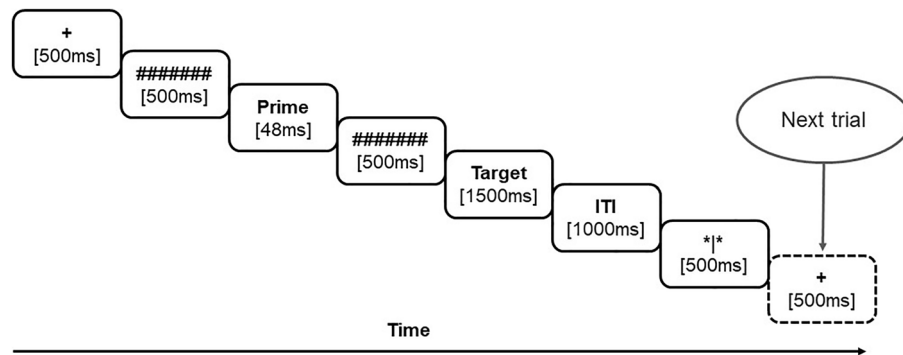 +
[500ms]
#######
[500ms]
Prime
[48ms]
#######
[500ms]
Target
[1500ms]
ITI
[1000ms]
*|*
[500ms]
Next trial
+
[500ms]
Time